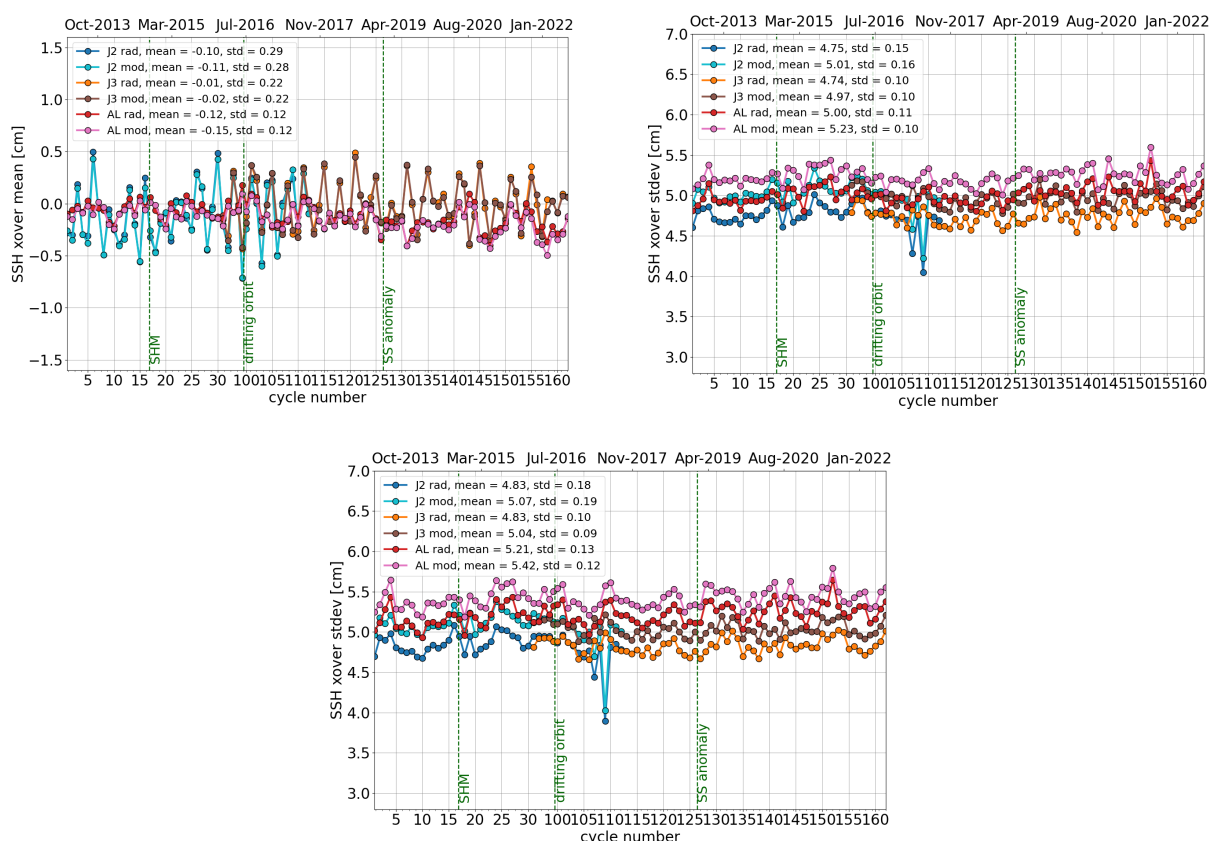 Oct-2013 Mar-2015 Jul-2016 Nov-2017 Apr-2019 Aug-2020 Jan-2022
1.5
1.0
0.5
0.0
−0.5
−1.0
−1.5
SSH xover mean [cm]
J2 rad, mean = -0.10, std = 0.29
J2 mod, mean = -0.11, std = 0.28
J3 rad, mean = -0.01, std = 0.22
J3 mod, mean = -0.02, std = 0.22
AL rad, mean = -0.12, std = 0.12
AL mod, mean = -0.15, std = 0.12
SHM
drifting orbit
SS anomaly
5 10 15 20 25 30 100 105 110 115 120 125 130 135 140 145 150 155 160
cycle number
Oct-2013 Mar-2015 Jul-2016 Nov-2017 Apr-2019 Aug-2020 Jan-2022
7.0
6.5
6.0
5.5
5.0
4.5
4.0
3.5
3.0
SSH xover stdev [cm]
J2 rad, mean = 4.75, std = 0.15
J2 mod, mean = 5.01, std = 0.16
J3 rad, mean = 4.74, std = 0.10
J3 mod, mean = 4.97, std = 0.10
AL rad, mean = 5.00, std = 0.11
AL mod, mean = 5.23, std = 0.10
SHM
drifting orbit
SS anomaly
5 10 15 20 25 30 100 105 110 115 120 125 130 135 140 145 150 155 160
cycle number
Oct-2013 Mar-2015 Jul-2016 Nov-2017 Apr-2019 Aug-2020 Jan-2022
7.0
6.5
6.0
5.5
5.0
4.5
4.0
3.5
3.0
SSH xover stdev [cm]
J2 rad, mean = 4.83, std = 0.18
J2 mod, mean = 5.07, std = 0.19
J3 rad, mean = 4.83, std = 0.10
J3 mod, mean = 5.04, std = 0.09
AL rad, mean = 5.21, std = 0.13
AL mod, mean = 5.42, std = 0.12
SHM
drifting orbit
SS anomaly
5 10 15 20 25 30 100 105 110 115 120 125 130 135 140 145 150 155 160
cycle number